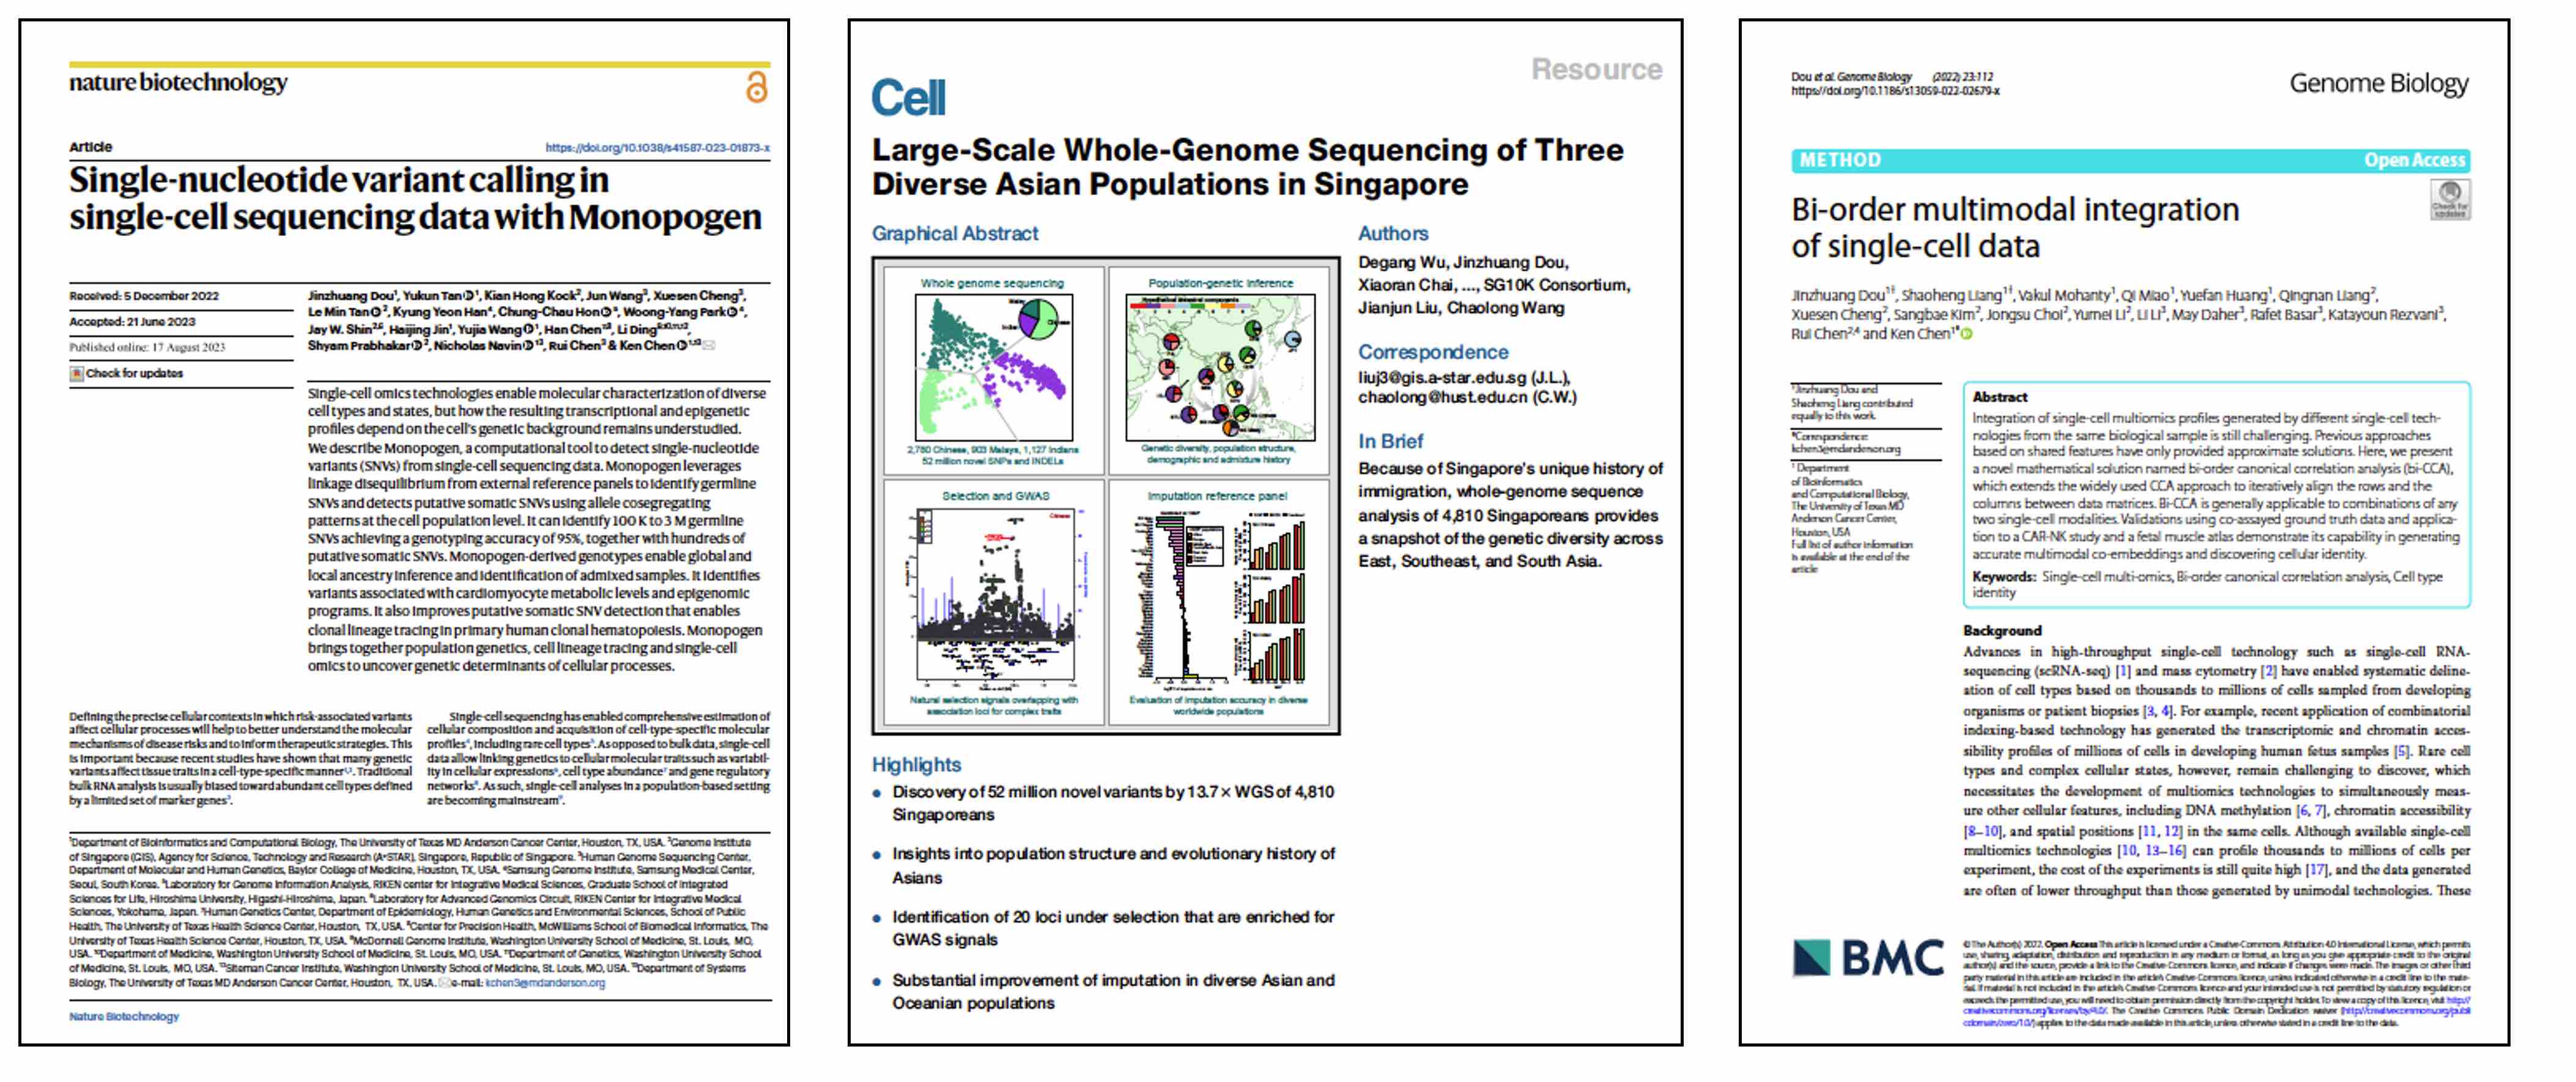 nature biotechnology
Article
https://doi.org/10.1038/s41587-023-01873-x
Single-nucleotide variant calling in
single-cell sequencing data with Monopogen
Received: 5 December 2022
Accepted: 21 June 2023
Published online: 17 August 2023
Check for updates
Jinzhuang Dou¹, Yukun Tan¹, Kian Hong Kock², Jun Wang³, Xuesen Cheng³,
Le Min Tan², Kyung Yeon Han⁴, Chung-Chau Hon⁵, Woong-Yang Park⁴,
Jay W. Shin²,⁶, Haijing Jin¹, Yujia Wang¹, Han Chen⁷,⁸, Li Ding⁹,¹⁰,¹¹,¹²,
Shyam Prabhakar², Nicholas Navin¹³, Rui Chen³ & Ken Chen
Single-cell omics technologies enable molecular characterization of diverse
cell types and states, but how the resulting transcriptional and epigenetic
profiles depend on the cell's genetic background remains understudied.
We describe Monopogen, a computational tool to detect single-nucleotide
variants (SNVs) from single-cell sequencing data. Monopogen leverages
linkage disequilibrium from external reference panels to identify germline
SNVs and detects putative somatic SNVs using allele cosegregating
patterns at the cell population level. It can identify 100 K to 3 M germline
SNVs achieving a genotyping accuracy of 95%, together with hundreds of
putative somatic SNVs. Monopogen-derived genotypes enable global and
local ancestry inference and identification of admixed samples. It identifies
variants associated with cardiomyocyte metabolic levels and epigenomic
programs. It also improves putative somatic SNV detection that enables
clonal lineage tracing in primary human clonal hematopoiesis. Monopogen
brings together population genetics, cell lineage tracing and single-cell
omics to uncover genetic determinants of cellular processes.
Defining the precise cellular contexts in which risk-associated variants
affect cellular processes will help to better understand the molecular
mechanisms of disease risks and to inform therapeutic strategies. This
is important because recent studies have shown that many genetic
variants affect tissue traits in a cell-type-specific manner¹,². Traditional
bulk RNA analysis is usually biased toward abundant cell types defined
by a limited set of marker genes³.
Single-cell sequencing has enabled comprehensive estimation of
cellular composition and acquisition of cell-type-specific molecular
profiles⁴, including rare cell types⁵. As opposed to bulk data, single-cell
data allow linking genetics to cellular molecular traits such as variabil-
ity in cellular expressions⁶, cell type abundance⁷ and gene regulatory
networks⁸. As such, single-cell analyses in a population-based setting
are becoming mainstream⁹.
¹Department of Bioinformatics and Computational Biology, The University of Texas MD Anderson Cancer Center, Houston, TX, USA. ²Genome Institute
of Singapore (GIS), Agency for Science, Technology and Research (A*STAR), Singapore, Republic of Singapore. ³Human Genome Sequencing Center,
Department of Molecular and Human Genetics, Baylor College of Medicine, Houston, TX, USA. ⁴Samsung Genome Institute, Samsung Medical Center,
Seoul, South Korea. ⁵Laboratory for Genome Information Analysis, RIKEN center for Integrative Medical Sciences, Graduate School of Integrated
Sciences for Life, Hiroshima University, Higashi-Hiroshima, Japan. ⁶Laboratory for Advanced Genomics Circuit, RIKEN Center for Integrative Medical
Sciences, Yokohama, Japan. ⁷Human Genetics Center, Department of Epidemiology, Human Genetics and Environmental Sciences, School of Public
Health, The University of Texas Health Science Center, Houston, TX, USA. ⁸Center for Precision Health, McWilliams School of Biomedical Informatics, The
University of Texas Health Science Center, Houston, TX, USA. ⁹McDonnell Genome Institute, Washington University School of Medicine, St. Louis, MO,
USA. ¹⁰Department of Medicine, Washington University School of Medicine, St. Louis, MO, USA. ¹¹Department of Genetics, Washington University School
of Medicine, St. Louis, MO, USA. ¹²Siteman Cancer Institute, Washington University School of Medicine, St. Louis, MO, USA. ¹³Department of Systems
Biology, The University of Texas MD Anderson Cancer Center, Houston, TX, USA. e-mail: kchen3@mdanderson.org
Nature Biotechnology
Resource
Cell
Large-Scale Whole-Genome Sequencing of Three
Diverse Asian Populations in Singapore
Graphical Abstract
Whole genome sequencing
Malay
Indian
Chinese
2,780 Chinese, 903 Malays, 1,127 Indians
52 million novel SNPs and INDELs
Population-genetic inference
Genetic diversity, population structure,
demographic and admixture history
Selection and GWAS
Chinese
Natural selection signals overlapping with
association loci for complex traits
Imputation reference panel
Evaluation of imputation accuracy in diverse
worldwide populations
Highlights
Discovery of 52 million novel variants by 13.7× WGS of 4,810
Singaporeans
Insights into population structure and evolutionary history of
Asians
Identification of 20 loci under selection that are enriched for
GWAS signals
Substantial improvement of imputation in diverse Asian and
Oceanian populations
Authors
Degang Wu, Jinzhuang Dou,
Xiaoran Chai, ..., SG10K Consortium,
Jianjun Liu, Chaolong Wang
Correspondence
liuj3@gis.a-star.edu.sg (J.L.),
chaolong@hust.edu.cn (C.W.)
In Brief
Because of Singapore's unique history of
immigration, whole-genome sequence
analysis of 4,810 Singaporeans provides
a snapshot of the genetic diversity across
East, Southeast, and South Asia.
Dou et al. Genome Biology (2022) 23:112
https://doi.org/10.1186/s13059-022-02679-x
Genome Biology
METHOD
Open Access
Check for
updates
Bi-order multimodal integration
of single-cell data
Jinzhuang Dou¹†, Shaoheng Liang¹†, Vakul Mohanty¹, Qi Miao¹, Yuefan Huang¹, Qingnan Liang²,
Xuesen Cheng², Sangbae Kim², Jongsu Choi², Yumei Li², Li Li³, May Daher³, Rafet Basar³, Katayoun Rezvani³,
Rui Chen²,⁴ and Ken Chen¹*
†Jinzhuang Dou and
Shaoheng Liang contributed
equally to this work.
*Correspondence:
kchen3@mdanderson.org
¹ Department
of Bioinformatics
and Computational Biology,
The University of Texas MD
Anderson Cancer Center,
Houston, USA
Full list of author information
is available at the end of the
article
Abstract
Integration of single-cell multiomics profiles generated by different single-cell tech-
nologies from the same biological sample is still challenging. Previous approaches
based on shared features have only provided approximate solutions. Here, we present
a novel mathematical solution named bi-order canonical correlation analysis (bi-CCA),
which extends the widely used CCA approach to iteratively align the rows and the
columns between data matrices. Bi-CCA is generally applicable to combinations of any
two single-cell modalities. Validations using co-assayed ground truth data and applica-
tion to a CAR-NK study and a fetal muscle atlas demonstrate its capability in generating
accurate multimodal co-embeddings and discovering cellular identity.
Keywords: Single-cell multi-omics, Bi-order canonical correlation analysis, Cell type
identity
Background
Advances in high-throughput single-cell technology such as single-cell RNA-
sequencing (scRNA-seq) [1] and mass cytometry [2] have enabled systematic deline-
ation of cell types based on thousands to millions of cells sampled from developing
organisms or patient biopsies [3, 4]. For example, recent application of combinatorial
indexing-based technology has generated the transcriptomic and chromatin acces-
sibility profiles of millions of cells in developing human fetus samples [5]. Rare cell
types and complex cellular states, however, remain challenging to discover, which
necessitates the development of multiomics technologies to simultaneously meas-
ure other cellular features, including DNA methylation [6, 7], chromatin accessibility
[8–10], and spatial positions [11, 12] in the same cells. Although available single-cell
multiomics technologies [10, 13–16] can profile thousands to millions of cells per
experiment, the cost of the experiments is still quite high [17], and the data generated
are often of lower throughput than those generated by unimodal technologies. These
BMC
© The Author(s) 2022. Open Access This article is licensed under a Creative Commons Attribution 4.0 International License, which permits
use, sharing, adaptation, distribution and reproduction in any medium or format, as long as you give appropriate credit to the original
author(s) and the source, provide a link to the Creative Commons licence, and indicate if changes were made. The images or other third
party material in this article are included in the article's Creative Commons licence, unless indicated otherwise in a credit line to the mate-
rial. If material is not included in the article's Creative Commons licence and your intended use is not permitted by statutory regulation or
exceeds the permitted use, you will need to obtain permission directly from the copyright holder. To view a copy of this licence, visit http://
creativecommons.org/licenses/by/4.0/. The Creative Commons Public Domain Dedication waiver (http://creativecommons.org/publi
cdomain/zero/1.0/) applies to the data made available in this article, unless otherwise stated in a credit line to the data.